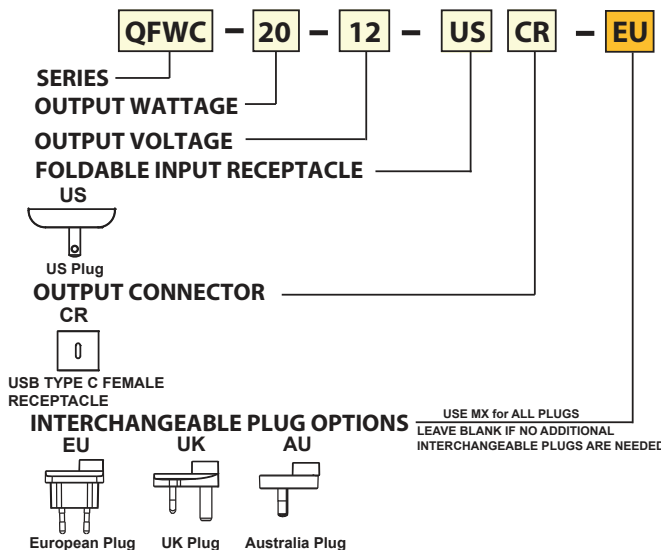 QFWC - 20 - 12 - US CR - EU
SERIES
OUTPUT WATTAGE
OUTPUT VOLTAGE
FOLDABLE INPUT RECEPTACLE
US
US Plug
OUTPUT CONNECTOR
CR
USB TYPE C FEMALE
RECEPTACLE
INTERCHANGEABLE PLUG OPTIONS
USE MX for ALL PLUGS
LEAVE BLANK IF NO ADDITIONAL
INTERCHANGEABLE PLUGS ARE NEEDED
EU UK AU
European Plug UK Plug Australia Plug